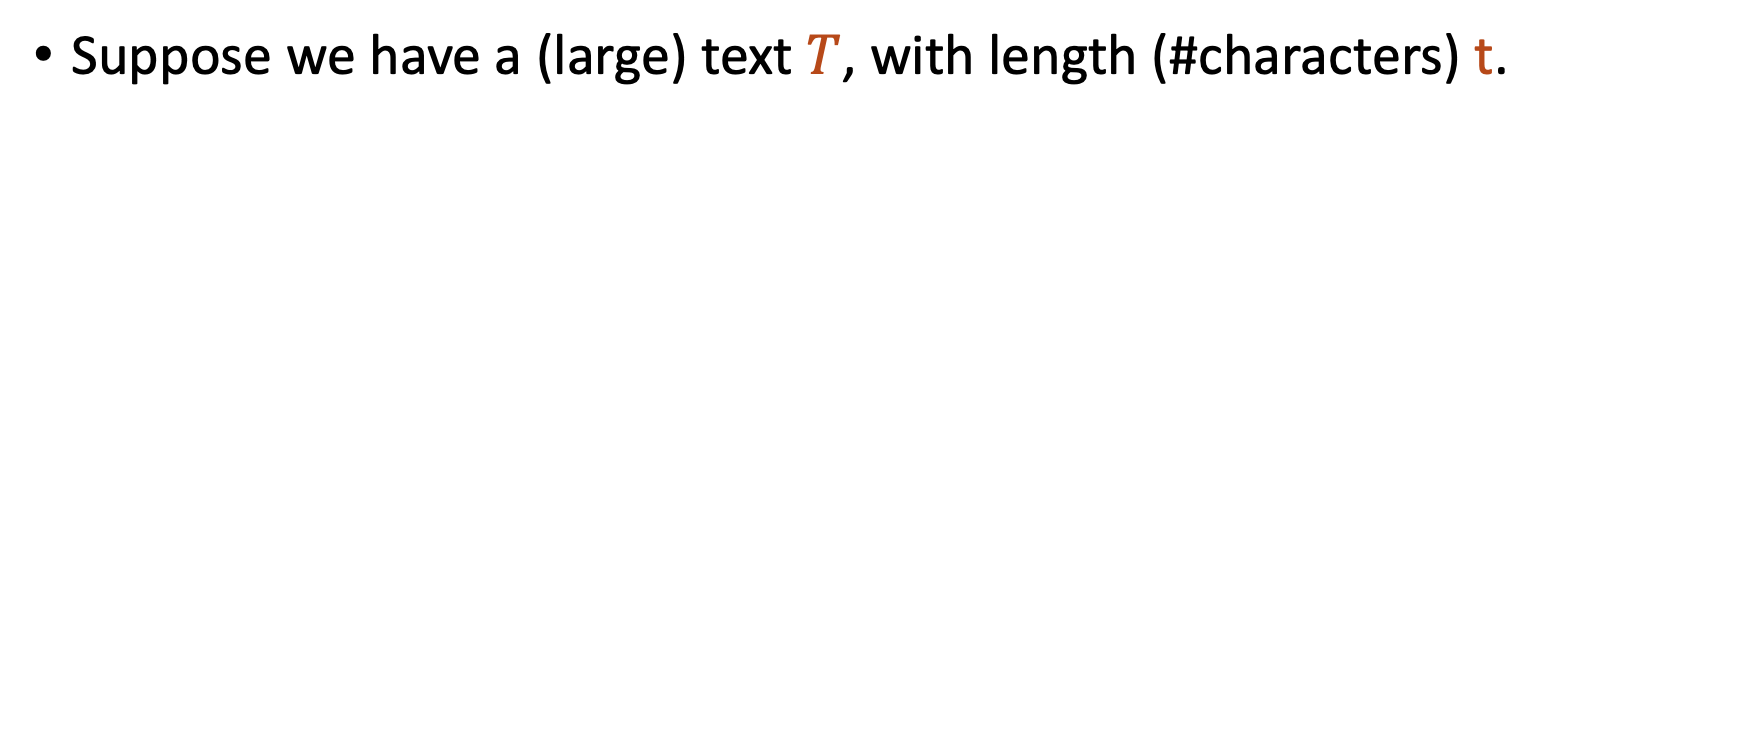 • Suppose we have a (large) text T, with length (#characters) t.